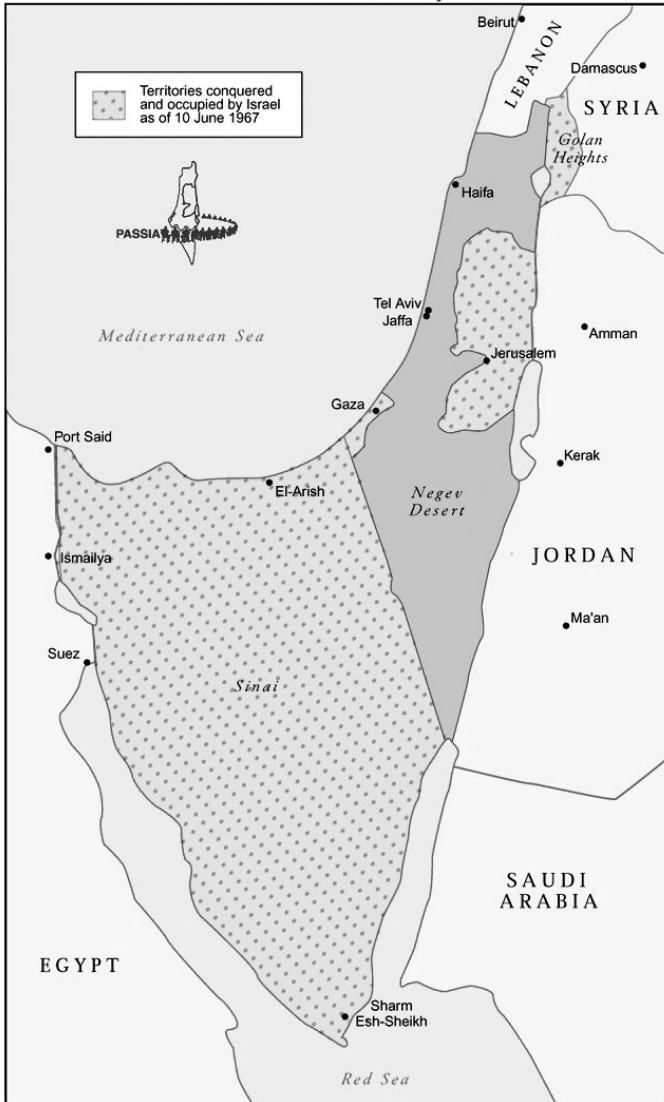 Beirut
LEBANON
Damascus
SYRIA
Territories conquered
and occupied by Israel
as of 10 June 1967
Golan
Heights
Haifa
PASSIA
Tel Aviv
Jaffa
Mediterranean Sea
Amman
Jerusalem
Gaza
Port Said
Kerak
El-Arish
Negev
Desert
Ismailya
JORDAN
Ma'an
Suez
Sinai
SAUDI
ARABIA
EGYPT
Sharm
Esh-Sheikh
Red Sea